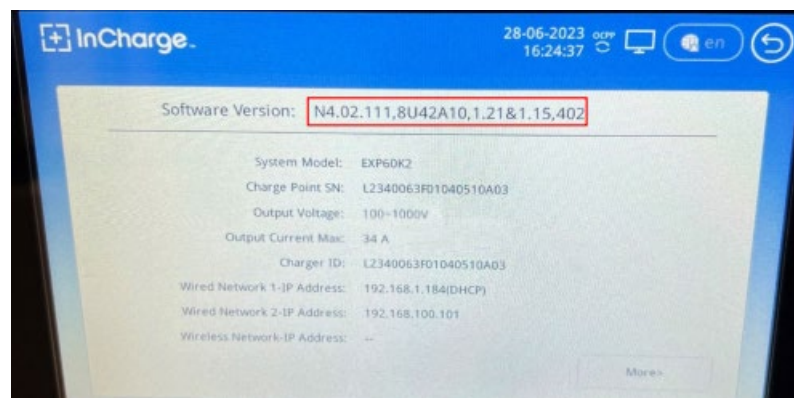 [+] InCharge
28-06-2023
16:24:37
OCPP
en
Software Version: N4.02.111,8U42A10,1.21&1.15,402
System Model: EXP60K2
Charge Point SN: L2340063F01040510A03
Output Voltage: 100~1000V
Output Current Max: 34 A
Charger ID: L2340063F01040510A03
Wired Network 1-IP Address: 192.168.1.184(DHCP)
Wired Network 2-IP Address: 192.168.100.101
Wireless Network-IP Address: --
More>